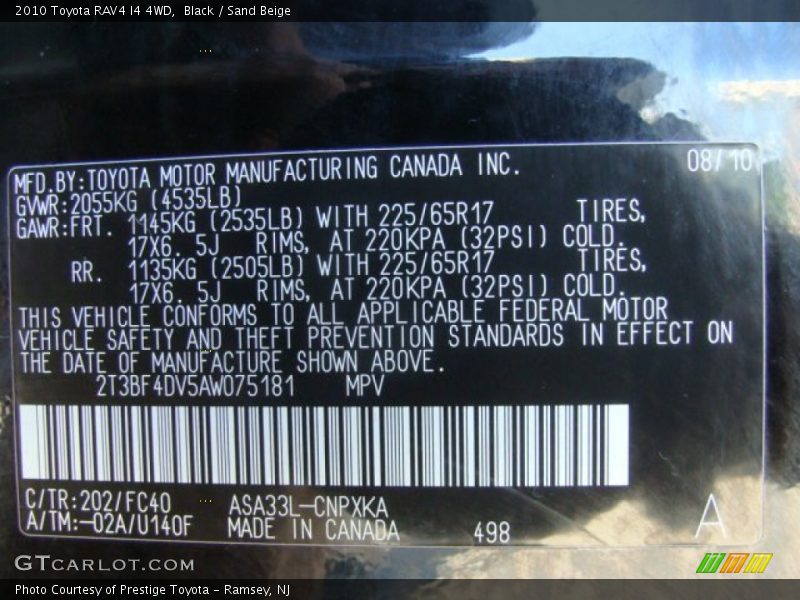 2010 Toyota RAV4 I4 4WD, Black / Sand Beige
MFD.BY:TOYOTA MOTOR MANUFACTURING CANADA INC. 08/10
GVWR:2055KG (4535LB)
GAWR:FRT. 1145KG (2535LB) WITH 225/65R17 TIRES,
17X6. 5J RIMS, AT 220KPA (32PSI) COLD.
RR. 1135KG (2505LB) WITH 225/65R17 TIRES,
17X6. 5J RIMS, AT 220KPA (32PSI) COLD.
THIS VEHICLE CONFORMS TO ALL APPLICABLE FEDERAL MOTOR
VEHICLE SAFETY AND THEFT PREVENTION STANDARDS IN EFFECT ON
THE DATE OF MANUFACTURE SHOWN ABOVE.
2T3BF4DV5AW075181 MPV
C/TR:202/FC40 ASA33L-CNPXKA
A/TM:-02A/U140F MADE IN CANADA 498 A
GTCARLOT.COM
Photo Courtesy of Prestige Toyota - Ramsey, NJ